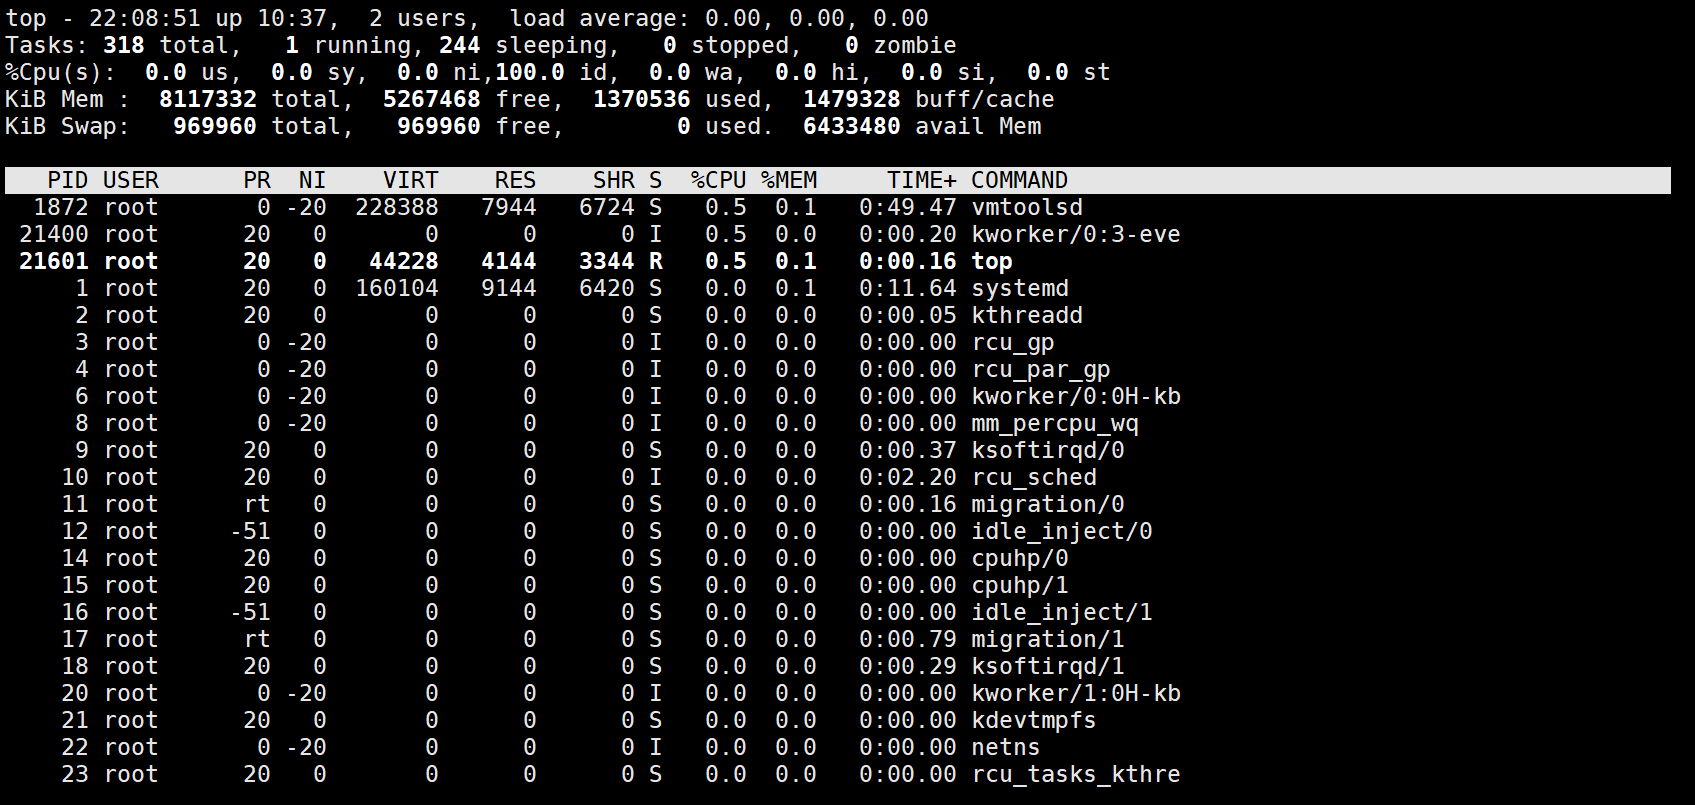 top - 22:08:51 up 10:37,  2 users,  load average: 0.00, 0.00, 0.00
Tasks: 318 total,   1 running, 244 sleeping,   0 stopped,   0 zombie
%Cpu(s):  0.0 us,  0.0 sy,  0.0 ni,100.0 id,  0.0 wa,  0.0 hi,  0.0 si,  0.0 st
KiB Mem :  8117332 total,  5267468 free,  1370536 used,  1479328 buff/cache
KiB Swap:   969960 total,   969960 free,        0 used.  6433480 avail Mem
   PID USER      PR  NI    VIRT    RES    SHR S  %CPU %MEM     TIME+ COMMAND
  1872 root       0 -20  228388   7944   6724 S   0.5  0.1   0:49.47 vmtoolsd
 21400 root      20   0       0      0      0 I   0.5  0.0   0:00.20 kworker/0:3-eve
 21601 root      20   0   44228   4144   3344 R   0.5  0.1   0:00.16 top
     1 root      20   0  160104   9144   6420 S   0.0  0.1   0:11.64 systemd
     2 root      20   0       0      0      0 S   0.0  0.0   0:00.05 kthreadd
     3 root       0 -20       0      0      0 I   0.0  0.0   0:00.00 rcu_gp
     4 root       0 -20       0      0      0 I   0.0  0.0   0:00.00 rcu_par_gp
     6 root       0 -20       0      0      0 I   0.0  0.0   0:00.00 kworker/0:0H-kb
     8 root       0 -20       0      0      0 I   0.0  0.0   0:00.00 mm_percpu_wq
     9 root      20   0       0      0      0 S   0.0  0.0   0:00.37 ksoftirqd/0
    10 root      20   0       0      0      0 I   0.0  0.0   0:02.20 rcu_sched
    11 root      rt   0       0      0      0 S   0.0  0.0   0:00.16 migration/0
    12 root     -51   0       0      0      0 S   0.0  0.0   0:00.00 idle_inject/0
    14 root      20   0       0      0      0 S   0.0  0.0   0:00.00 cpuhp/0
    15 root      20   0       0      0      0 S   0.0  0.0   0:00.00 cpuhp/1
    16 root     -51   0       0      0      0 S   0.0  0.0   0:00.00 idle_inject/1
    17 root      rt   0       0      0      0 S   0.0  0.0   0:00.79 migration/1
    18 root      20   0       0      0      0 S   0.0  0.0   0:00.29 ksoftirqd/1
    20 root       0 -20       0      0      0 I   0.0  0.0   0:00.00 kworker/1:0H-kb
    21 root      20   0       0      0      0 S   0.0  0.0   0:00.00 kdevtmpfs
    22 root       0 -20       0      0      0 I   0.0  0.0   0:00.00 netns
    23 root      20   0       0      0      0 S   0.0  0.0   0:00.00 rcu_tasks_kthre